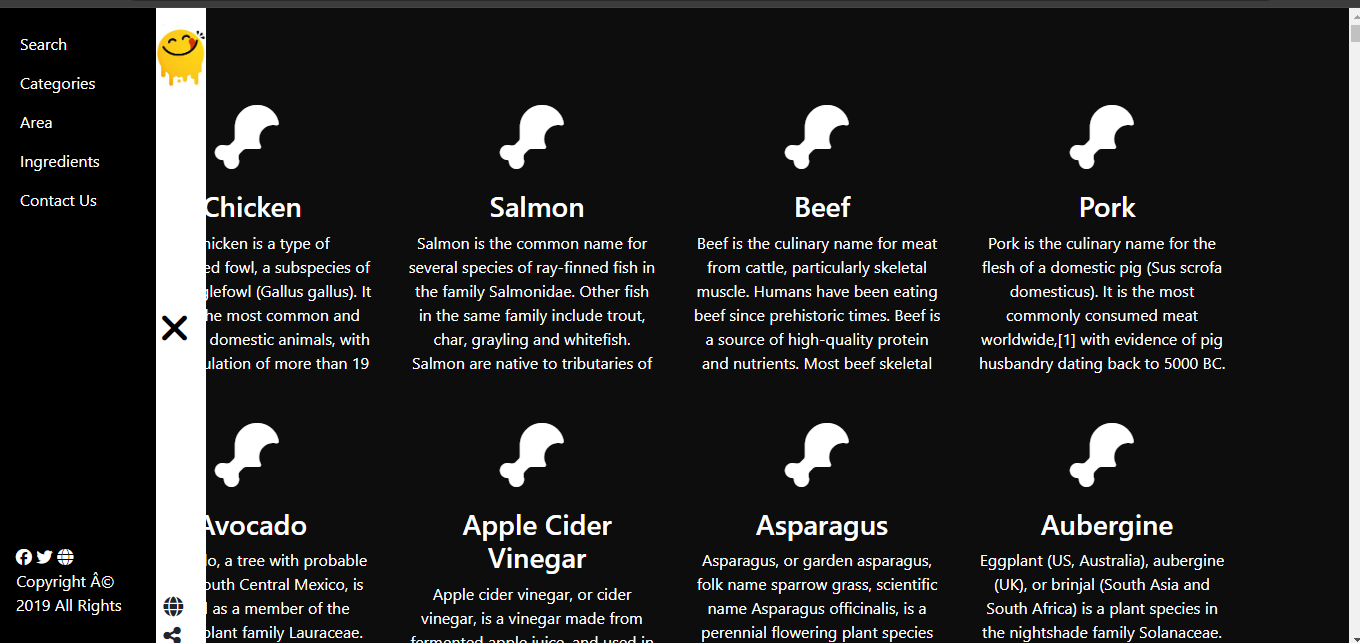 Search
Categories
Area
Ingredients
Contact Us
Copyright Â©
2019 All Rights
Chicken
Salmon
Beef
Pork
is a type of
fowl, a subspecies of
(Gallus gallus). It
most common and
domestic animals, with
of more than 19
Salmon is the common name for
several species of ray-finned fish in
the family Salmonidae. Other fish
in the same family include trout,
char, grayling and whitefish.
Salmon are native to tributaries of
Beef is the culinary name for meat
from cattle, particularly skeletal
muscle. Humans have been eating
beef since prehistoric times. Beef is
a source of high-quality protein
and nutrients. Most beef skeletal
Pork is the culinary name for the
flesh of a domestic pig (Sus scrofa
domesticus). It is the most
commonly consumed meat
worldwide,[1] with evidence of pig
husbandry dating back to 5000 BC.
Avocado
Apple Cider
Vinegar
Asparagus
Aubergine
a tree with probable
Central Mexico, is
as a member of the
family Lauraceae.
Apple cider vinegar, or cider
vinegar, is a vinegar made from
fermented apple juice, and used in
Asparagus, or garden asparagus,
folk name sparrow grass, scientific
name Asparagus officinalis, is a
perennial flowering plant species
Eggplant (US, Australia), aubergine
(UK), or brinjal (South Asia and
South Africa) is a plant species in
the nightshade family Solanaceae.